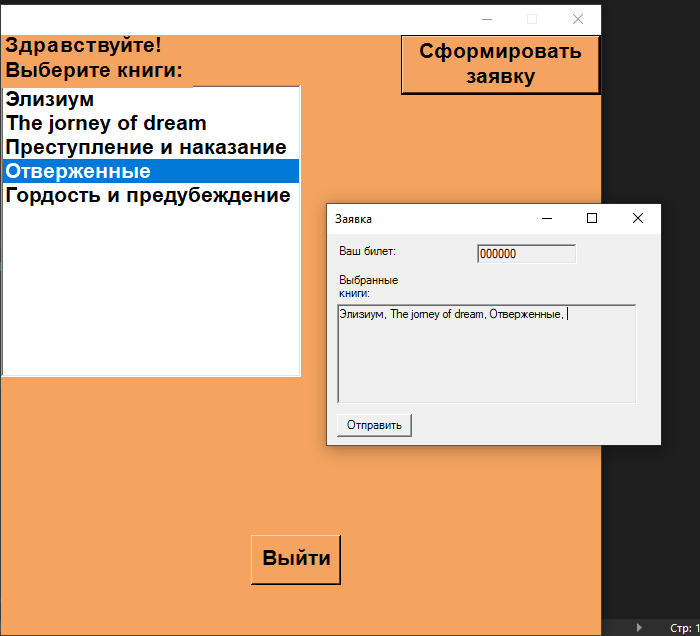 Здравствуйте!
Выберите книги:
Сформировать
заявку
Элизиум
The jorney of dream
Преступление и наказание
Отверженные
Гордость и предубеждение
Заявка
Ваш билет:
000000
Выбранные
книги:
Элизиум, The jorney of dream, Отверженные,
Отправить
Выйти
Стр: 1